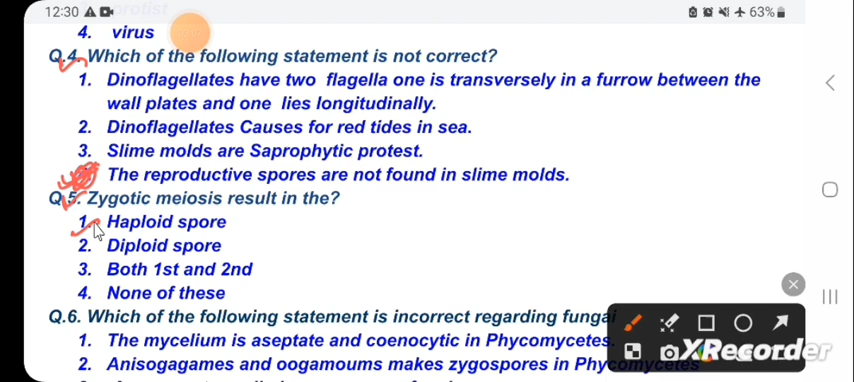 protist
12:30
63%
4. virus
Q.4. Which of the following statement is not correct?
1. Dinoflagellates have two flagella one is transversely in a furrow between the
wall plates and one lies longitudinally.
2. Dinoflagellates Causes for red tides in sea.
3. Slime molds are Saprophytic protest.
The reproductive spores are not found in slime molds.
Q.5. Zygotic meiosis result in the?
1. Haploid spore
2. Diploid spore
3. Both 1st and 2nd
4. None of these
Q.6. Which of the following statement is incorrect regarding fungai
1. The mycelium is aseptate and coenocytic in Phycomycetes.
2. Anisogagames and oogamoums makes zygospores in Phycomycetes
XRecorder